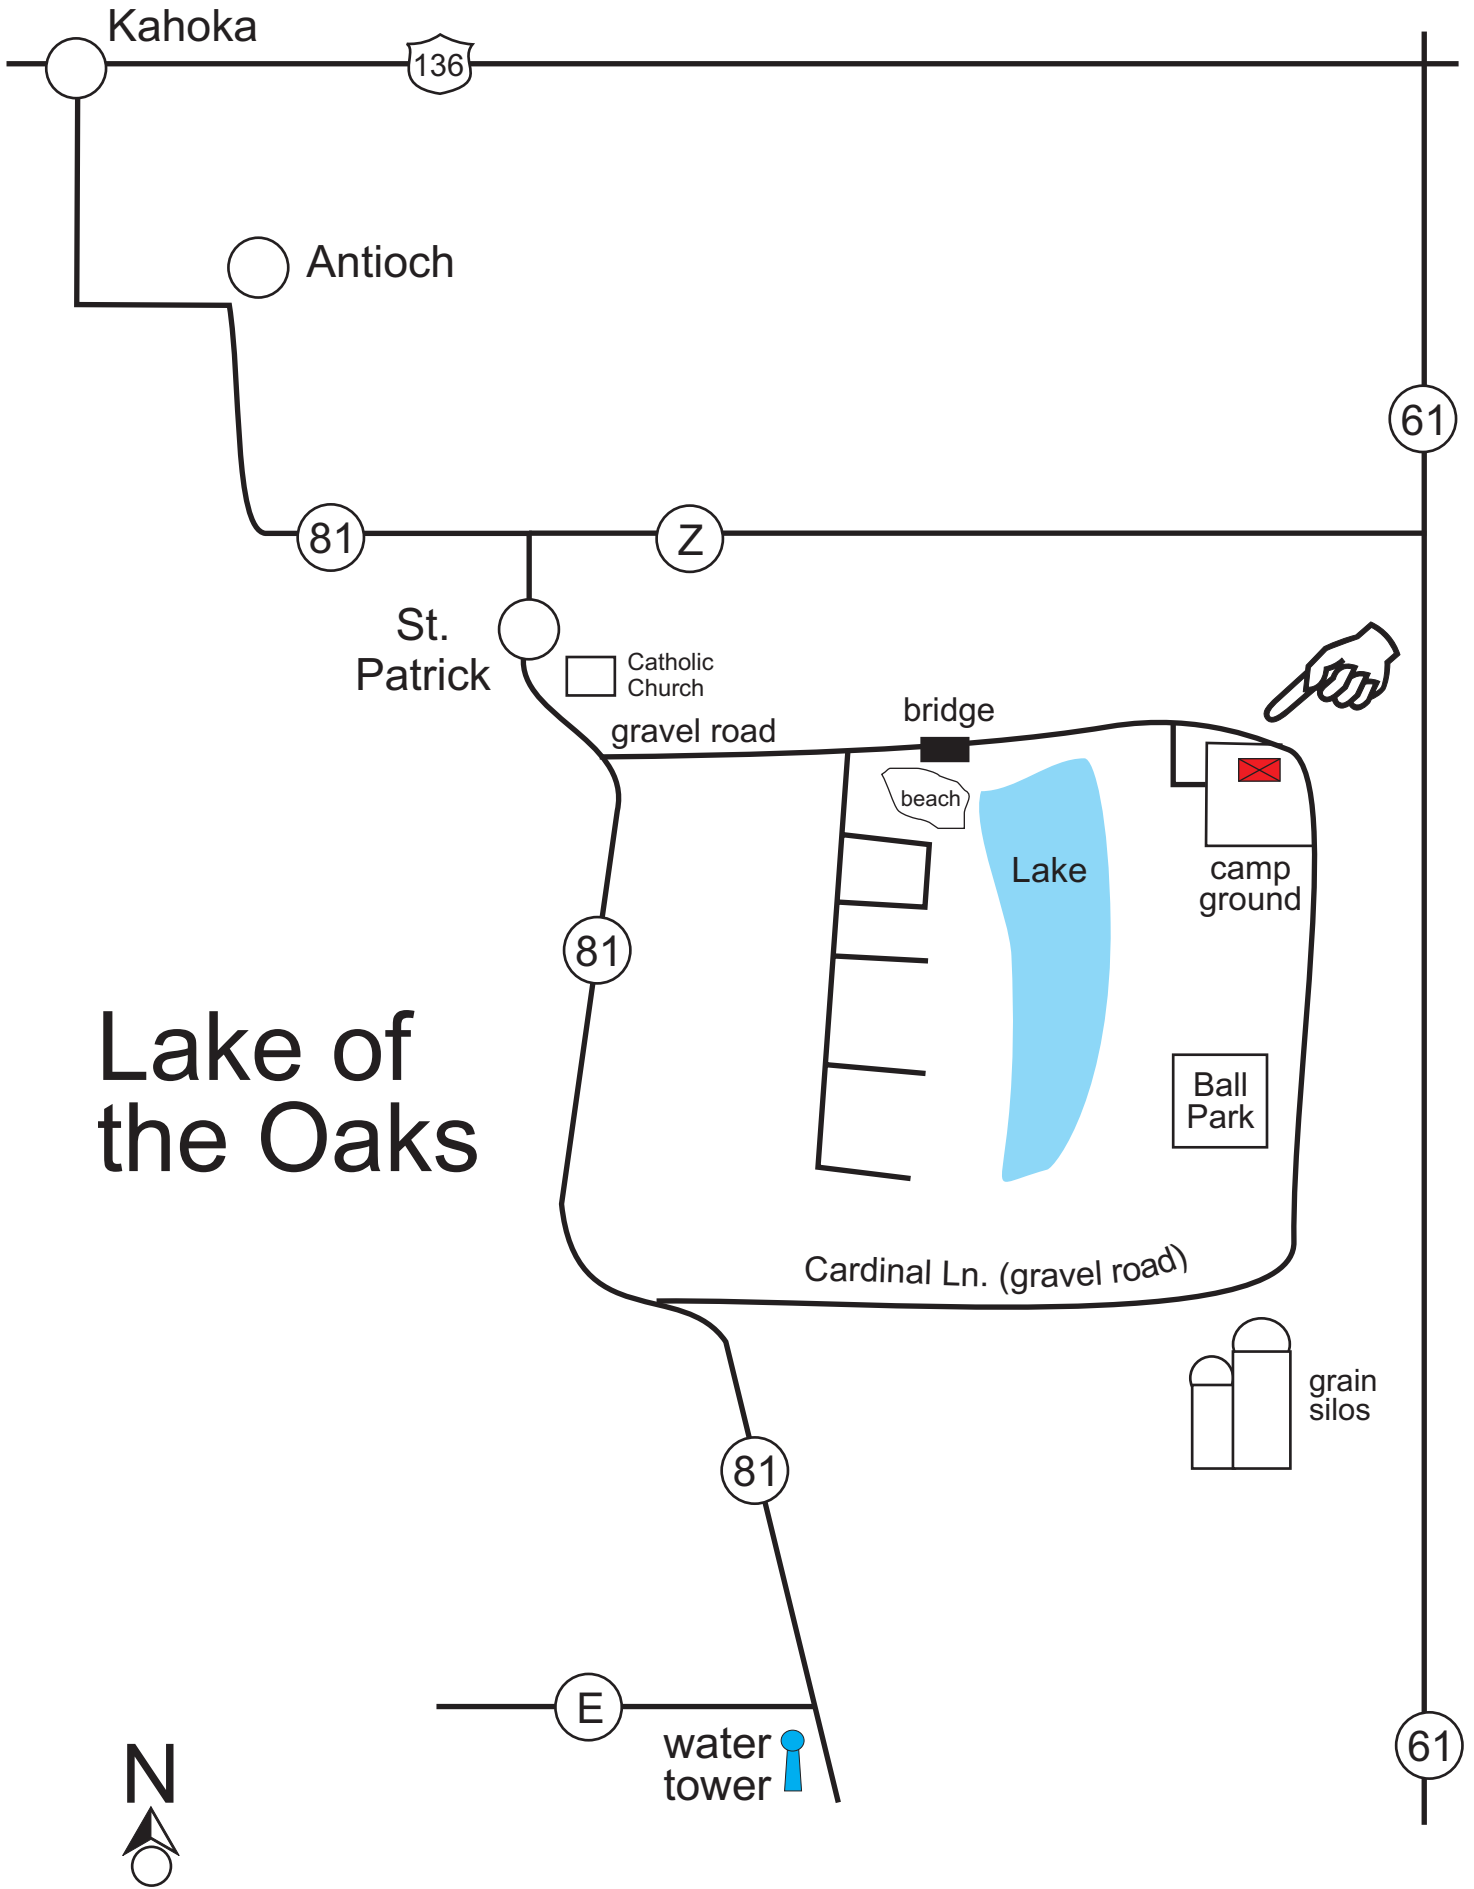 Kahoka
136
Antioch
61
81
Z
St.
Patrick
Catholic
Church
gravel road
bridge
beach
Lake
camp
ground
81
Lake of
the Oaks
Ball
Park
Cardinal Ln. (gravel road)
grain
silos
81
E
water
tower
61
N